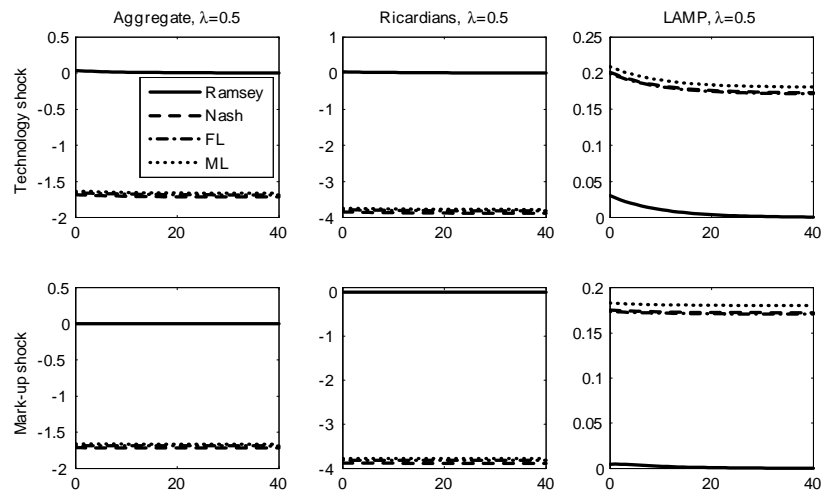 Aggregate, λ=0.5
Ricardians, λ=0.5
LAMP, λ=0.5
Technology shock
0.5
0
-0.5
-1
-1.5
-2
0 20 40
Ramsey
Nash
FL
ML
1
0
-1
-2
-3
-4
0 20 40
0.25
0.2
0.15
0.1
0.05
0
0 20 40
Mark-up shock
0.5
0
-0.5
-1
-1.5
-2
0 20 40
0
-1
-2
-3
-4
0 20 40
0.2
0.15
0.1
0.05
0
0 20 40